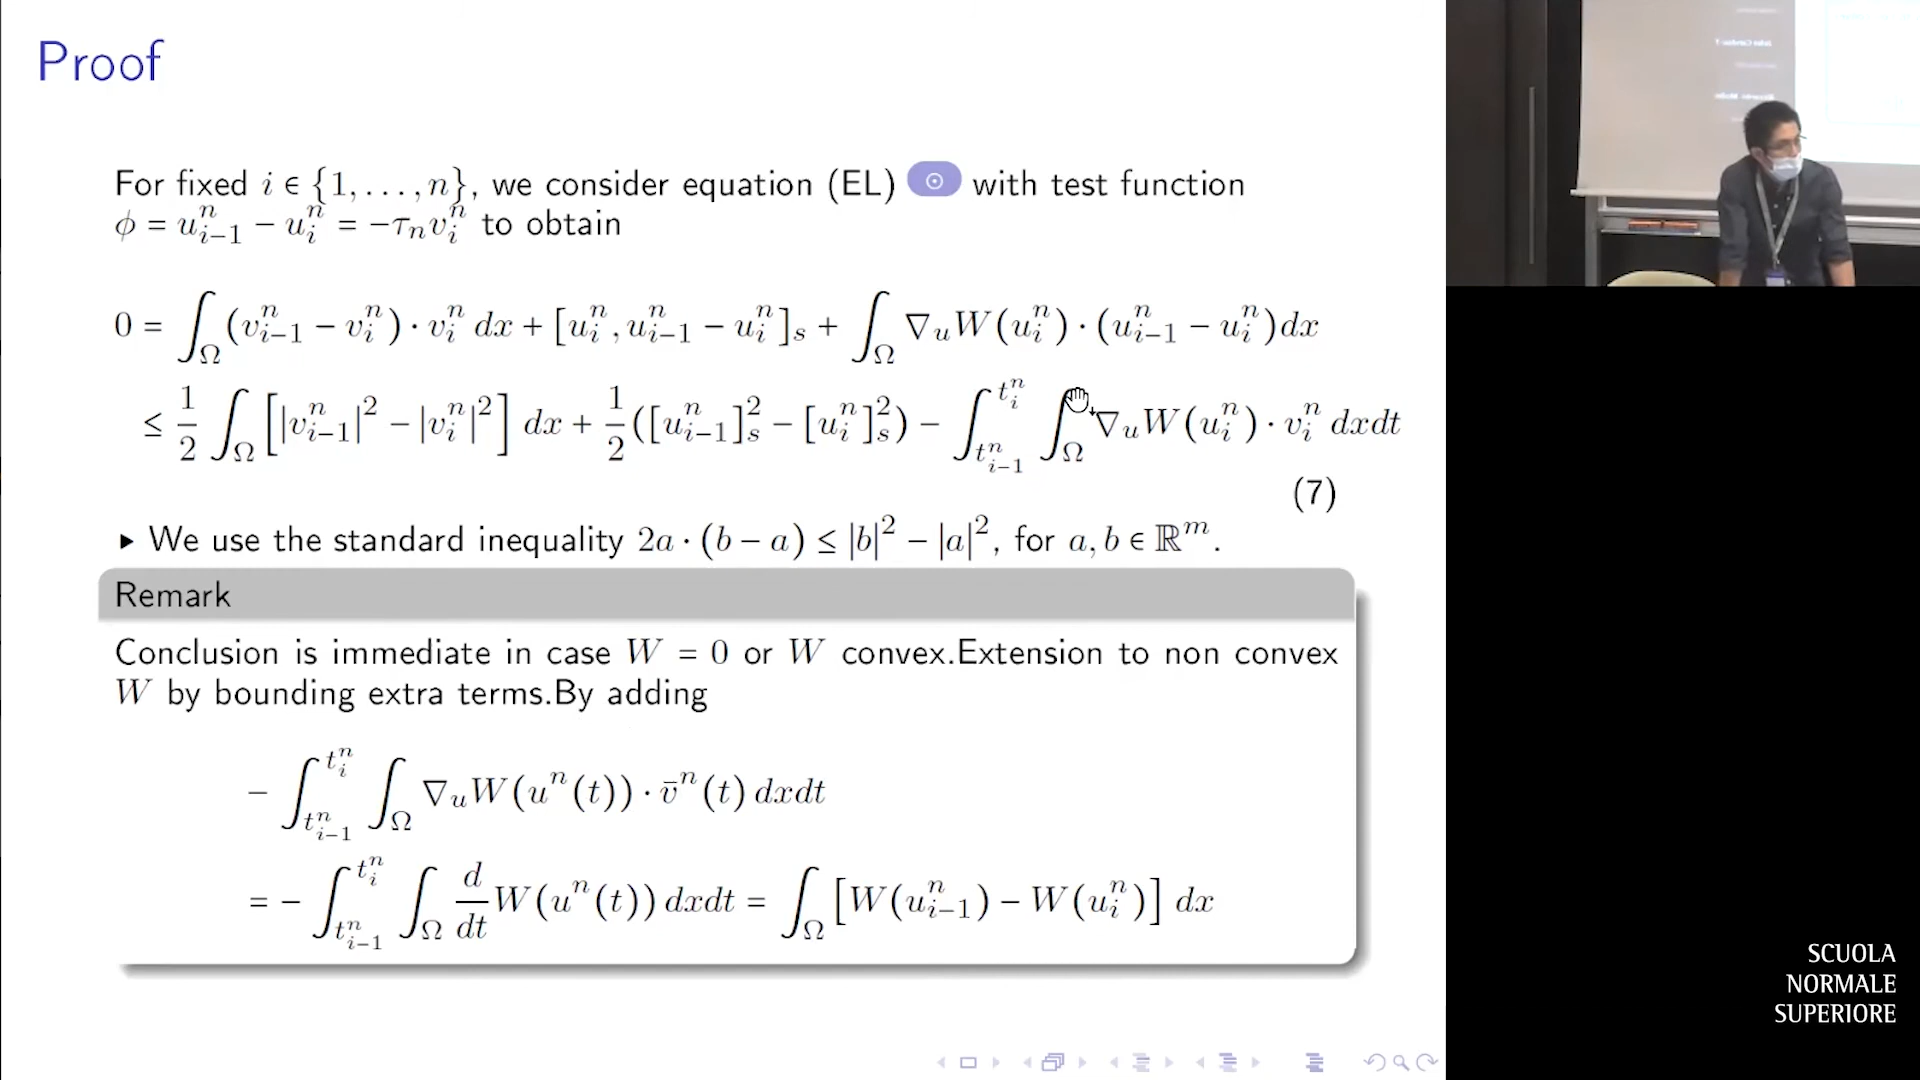 Proof
For fixed i ∈ {1, . . . , n}, we consider equation (EL) ⊙ with test function
ϕ = u^n_{i−1} − u^n_i = −τ_n v^n_i to obtain
0 = ∫_Ω (v^n_{i−1} − v^n_i) · v^n_i dx + [u^n_i, u^n_{i−1} − u^n_i]_s + ∫_Ω ∇_u W(u^n_i) · (u^n_{i−1} − u^n_i)dx
≤ 1/2 ∫_Ω [|v^n_{i−1}|^2 − |v^n_i|^2] dx + 1/2 ([u^n_{i−1}]^2_s − [u^n_i]^2_s) − ∫_{t^n_{i−1}}^{t^n_i} ∫_Ω ∇_u W(u^n_i) · v^n_i dxdt
(7)
▸ We use the standard inequality 2a · (b − a) ≤ |b|^2 − |a|^2, for a, b ∈ ℝ^m.
Remark
Conclusion is immediate in case W = 0 or W convex.Extension to non convex
W by bounding extra terms.By adding
− ∫_{t^n_{i−1}}^{t^n_i} ∫_Ω ∇_u W(u^n(t)) · v̄^n(t) dxdt
= − ∫_{t^n_{i−1}}^{t^n_i} ∫_Ω d/dt W(u^n(t)) dxdt = ∫_Ω [W(u^n_{i−1}) − W(u^n_i)] dx
SCUOLA
NORMALE
SUPERIORE